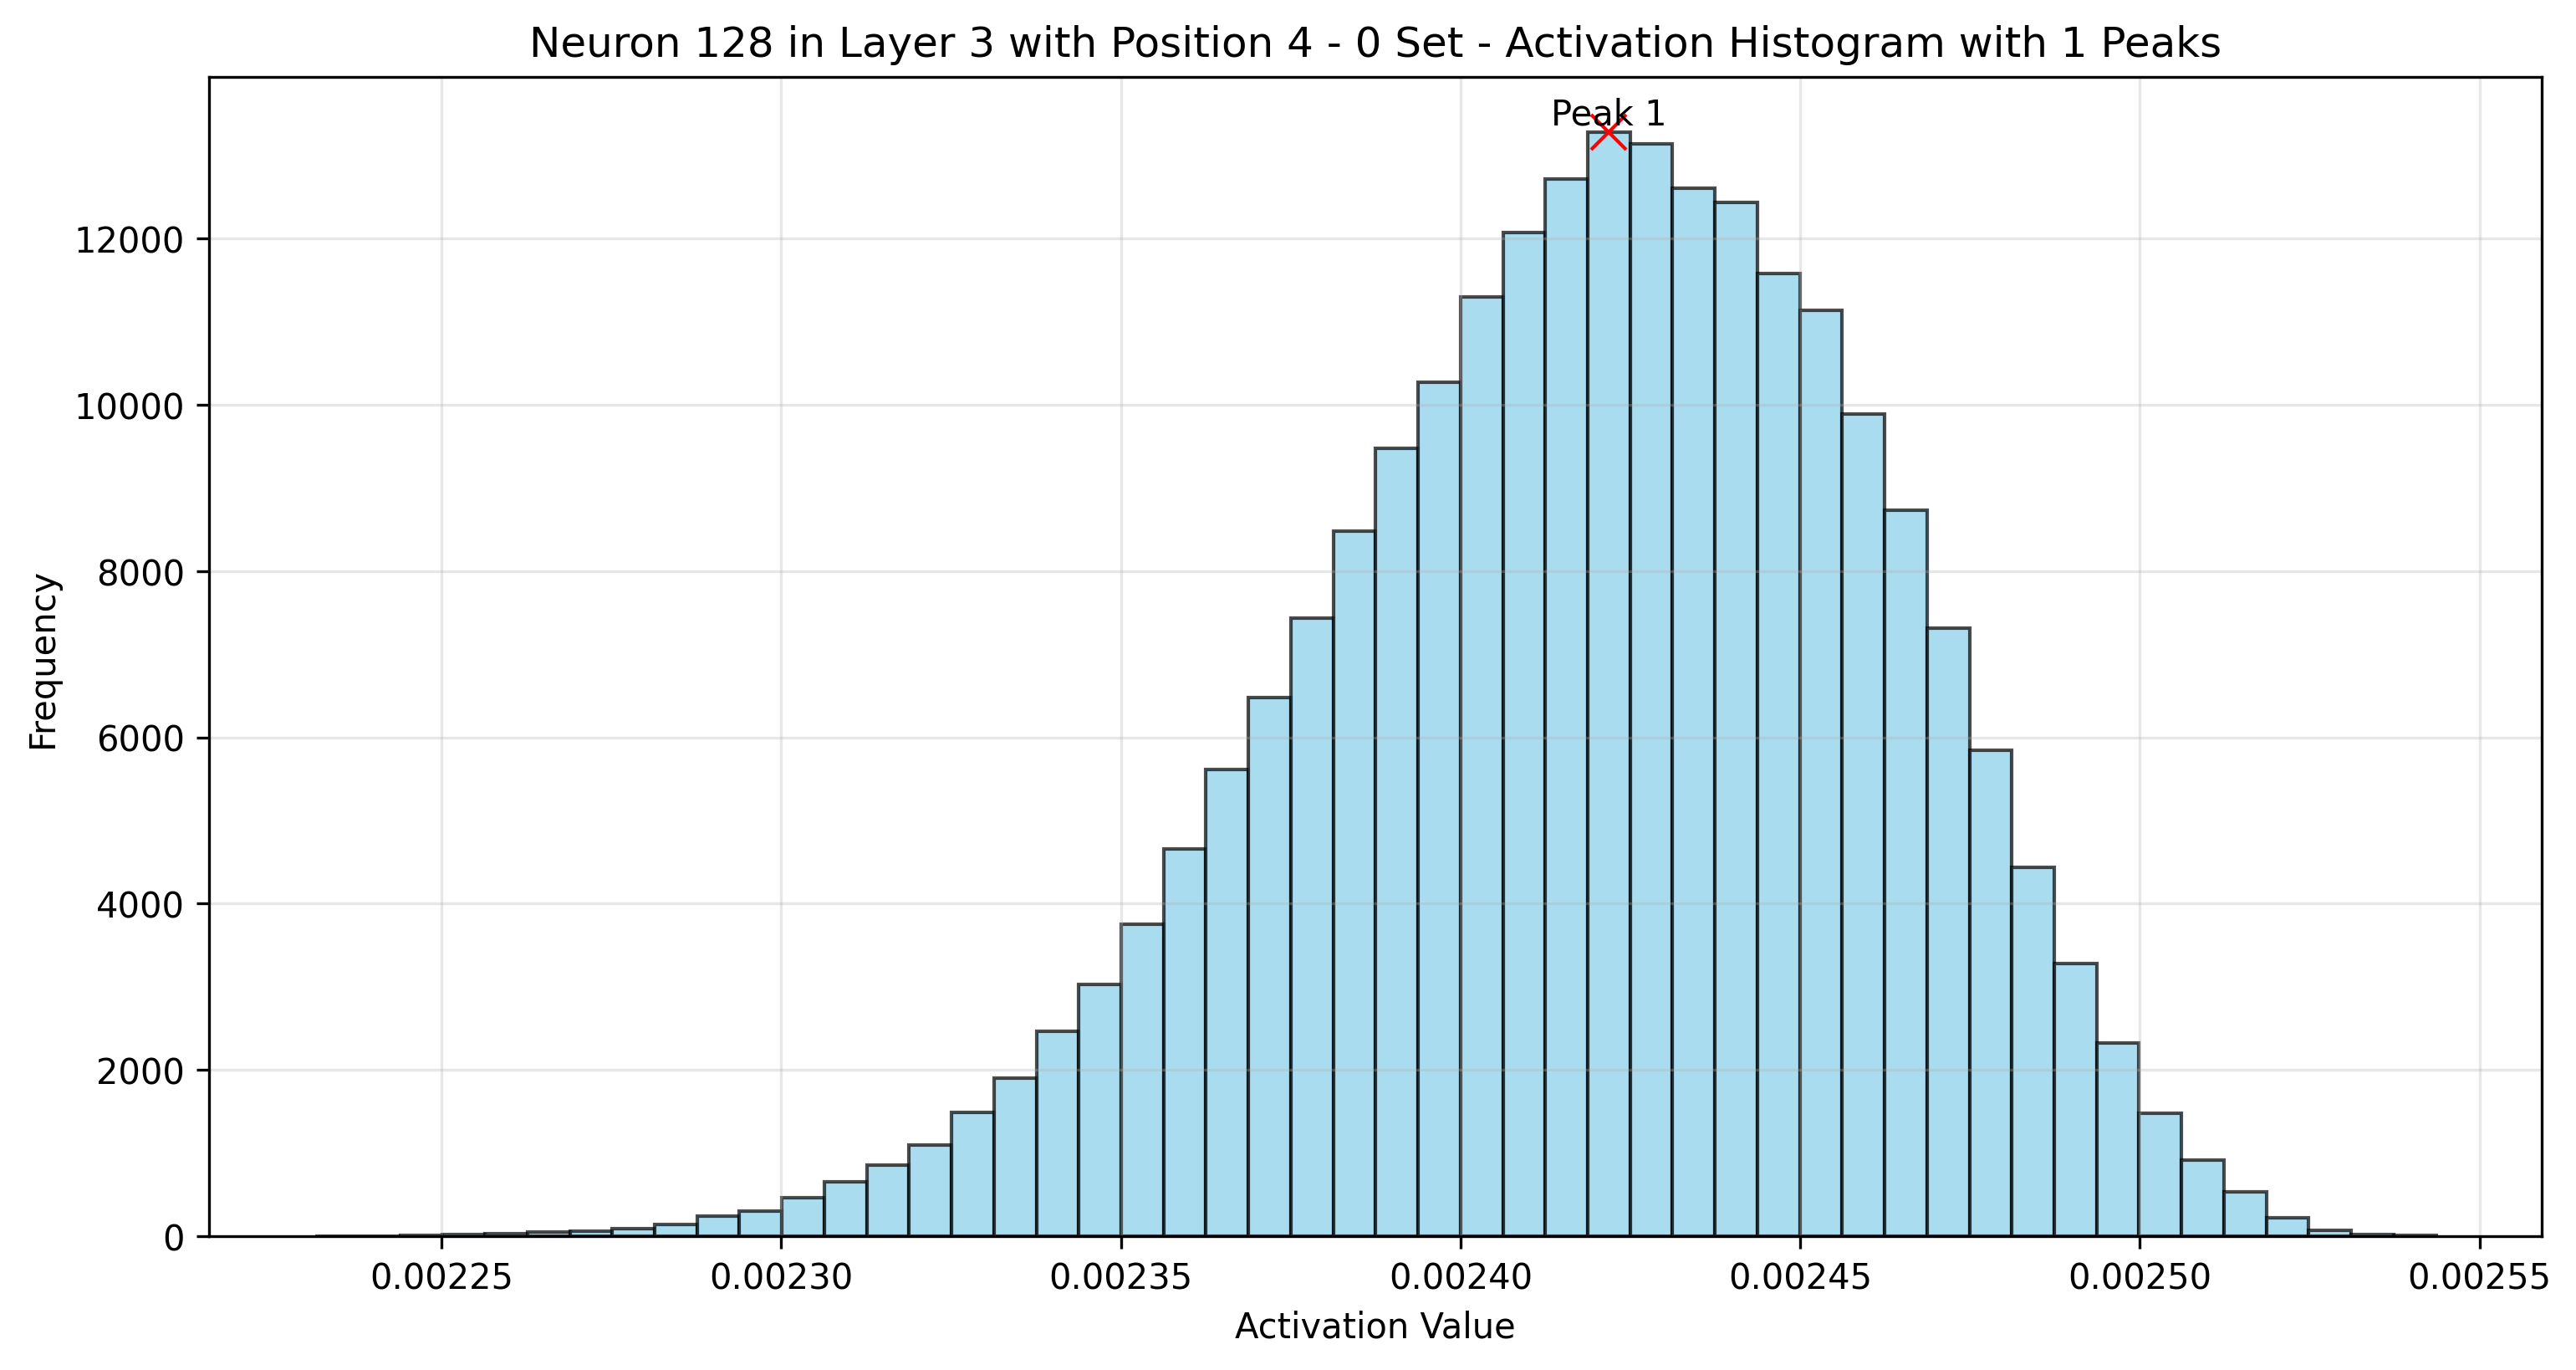 Neuron 128 in Layer 3 with Position 4 - 0 Set - Activation Histogram with 1 Peaks
Peak 1
12000
10000
8000
6000
4000
2000
0
Frequency
0.00225 0.00230 0.00235 0.00240 0.00245 0.00250 0.00255
Activation Value